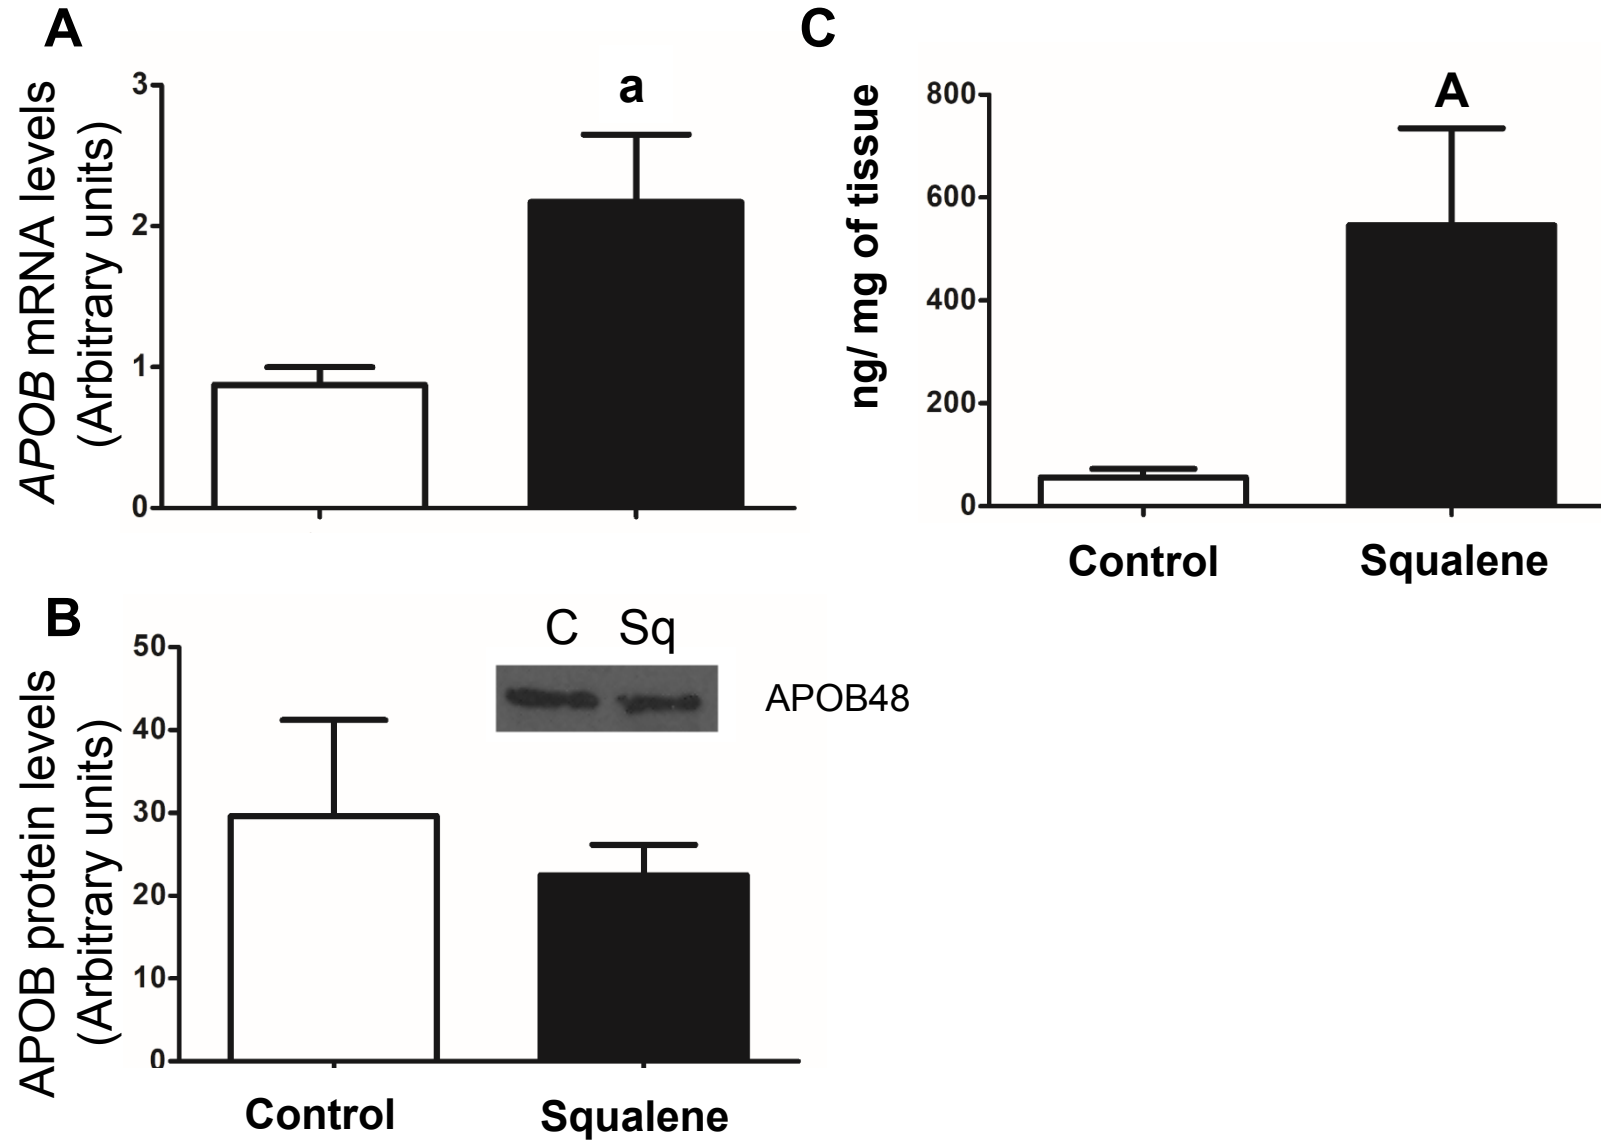 A
APOB mRNA levels
(Arbitrary units)
3
2
1
0
a
C
ng/ mg of tissue
800
600
400
200
0
A
Control
Squalene
B
APOB protein levels
(Arbitrary units)
50
40
30
20
10
0
C Sq
APOB48
Control
Squalene